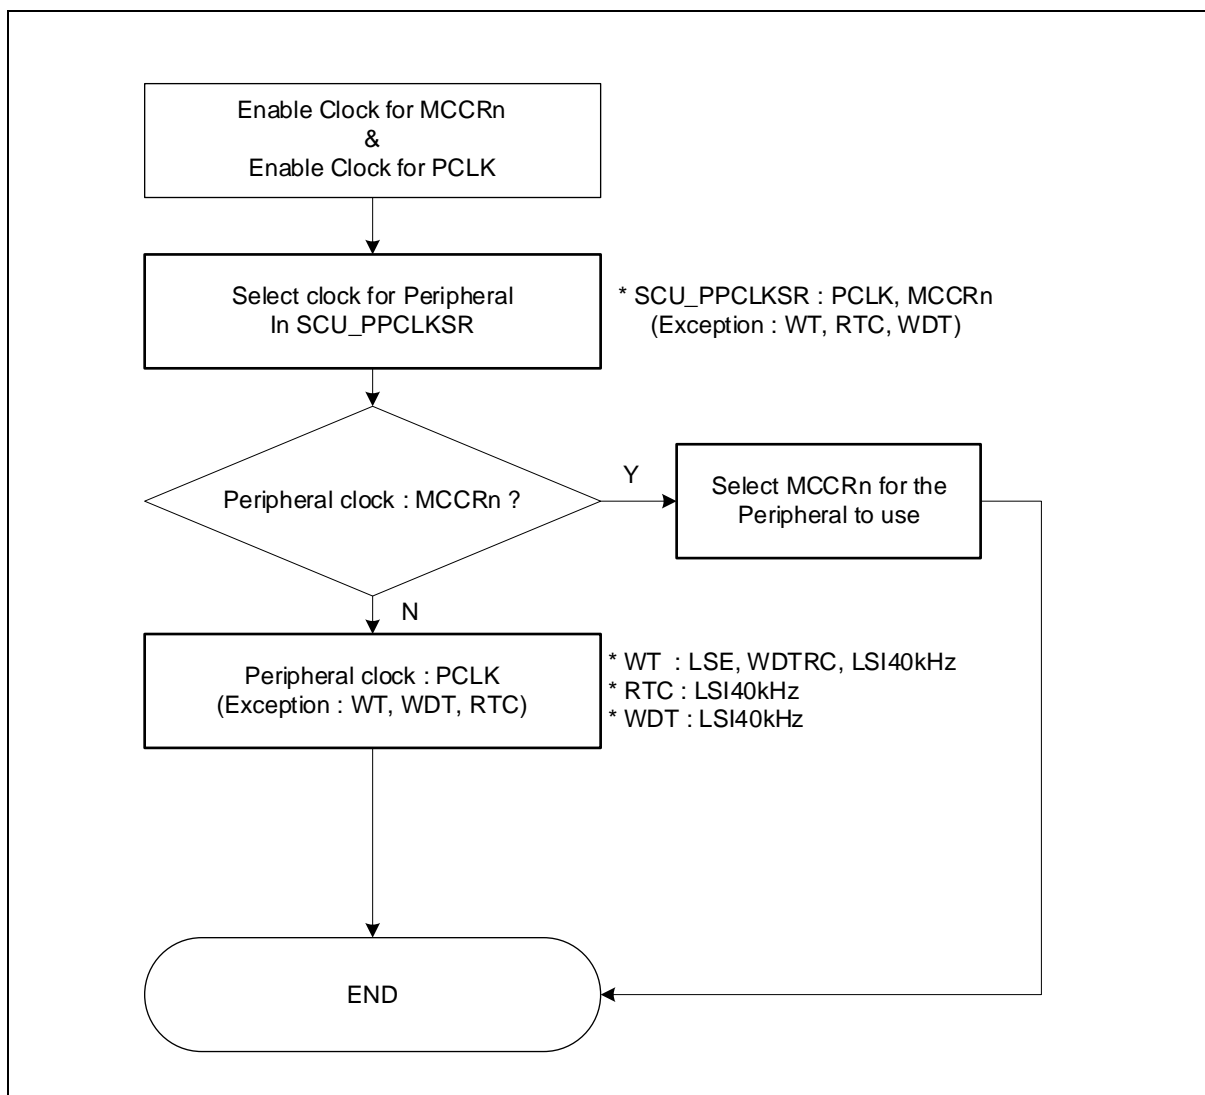 Enable Clock for MCCRn
&
Enable Clock for PCLK
Select clock for Peripheral
In SCU_PPCLKSR
* SCU_PPCLKSR : PCLK, MCCRn
(Exception : WT, RTC, WDT)
Peripheral clock : MCCRn ?
Y
Select MCCRn for the
Peripheral to use
N
Peripheral clock : PCLK
(Exception : WT, WDT, RTC)
* WT : LSE, WDTRC, LSI40kHz
* RTC : LSI40kHz
* WDT : LSI40kHz
END